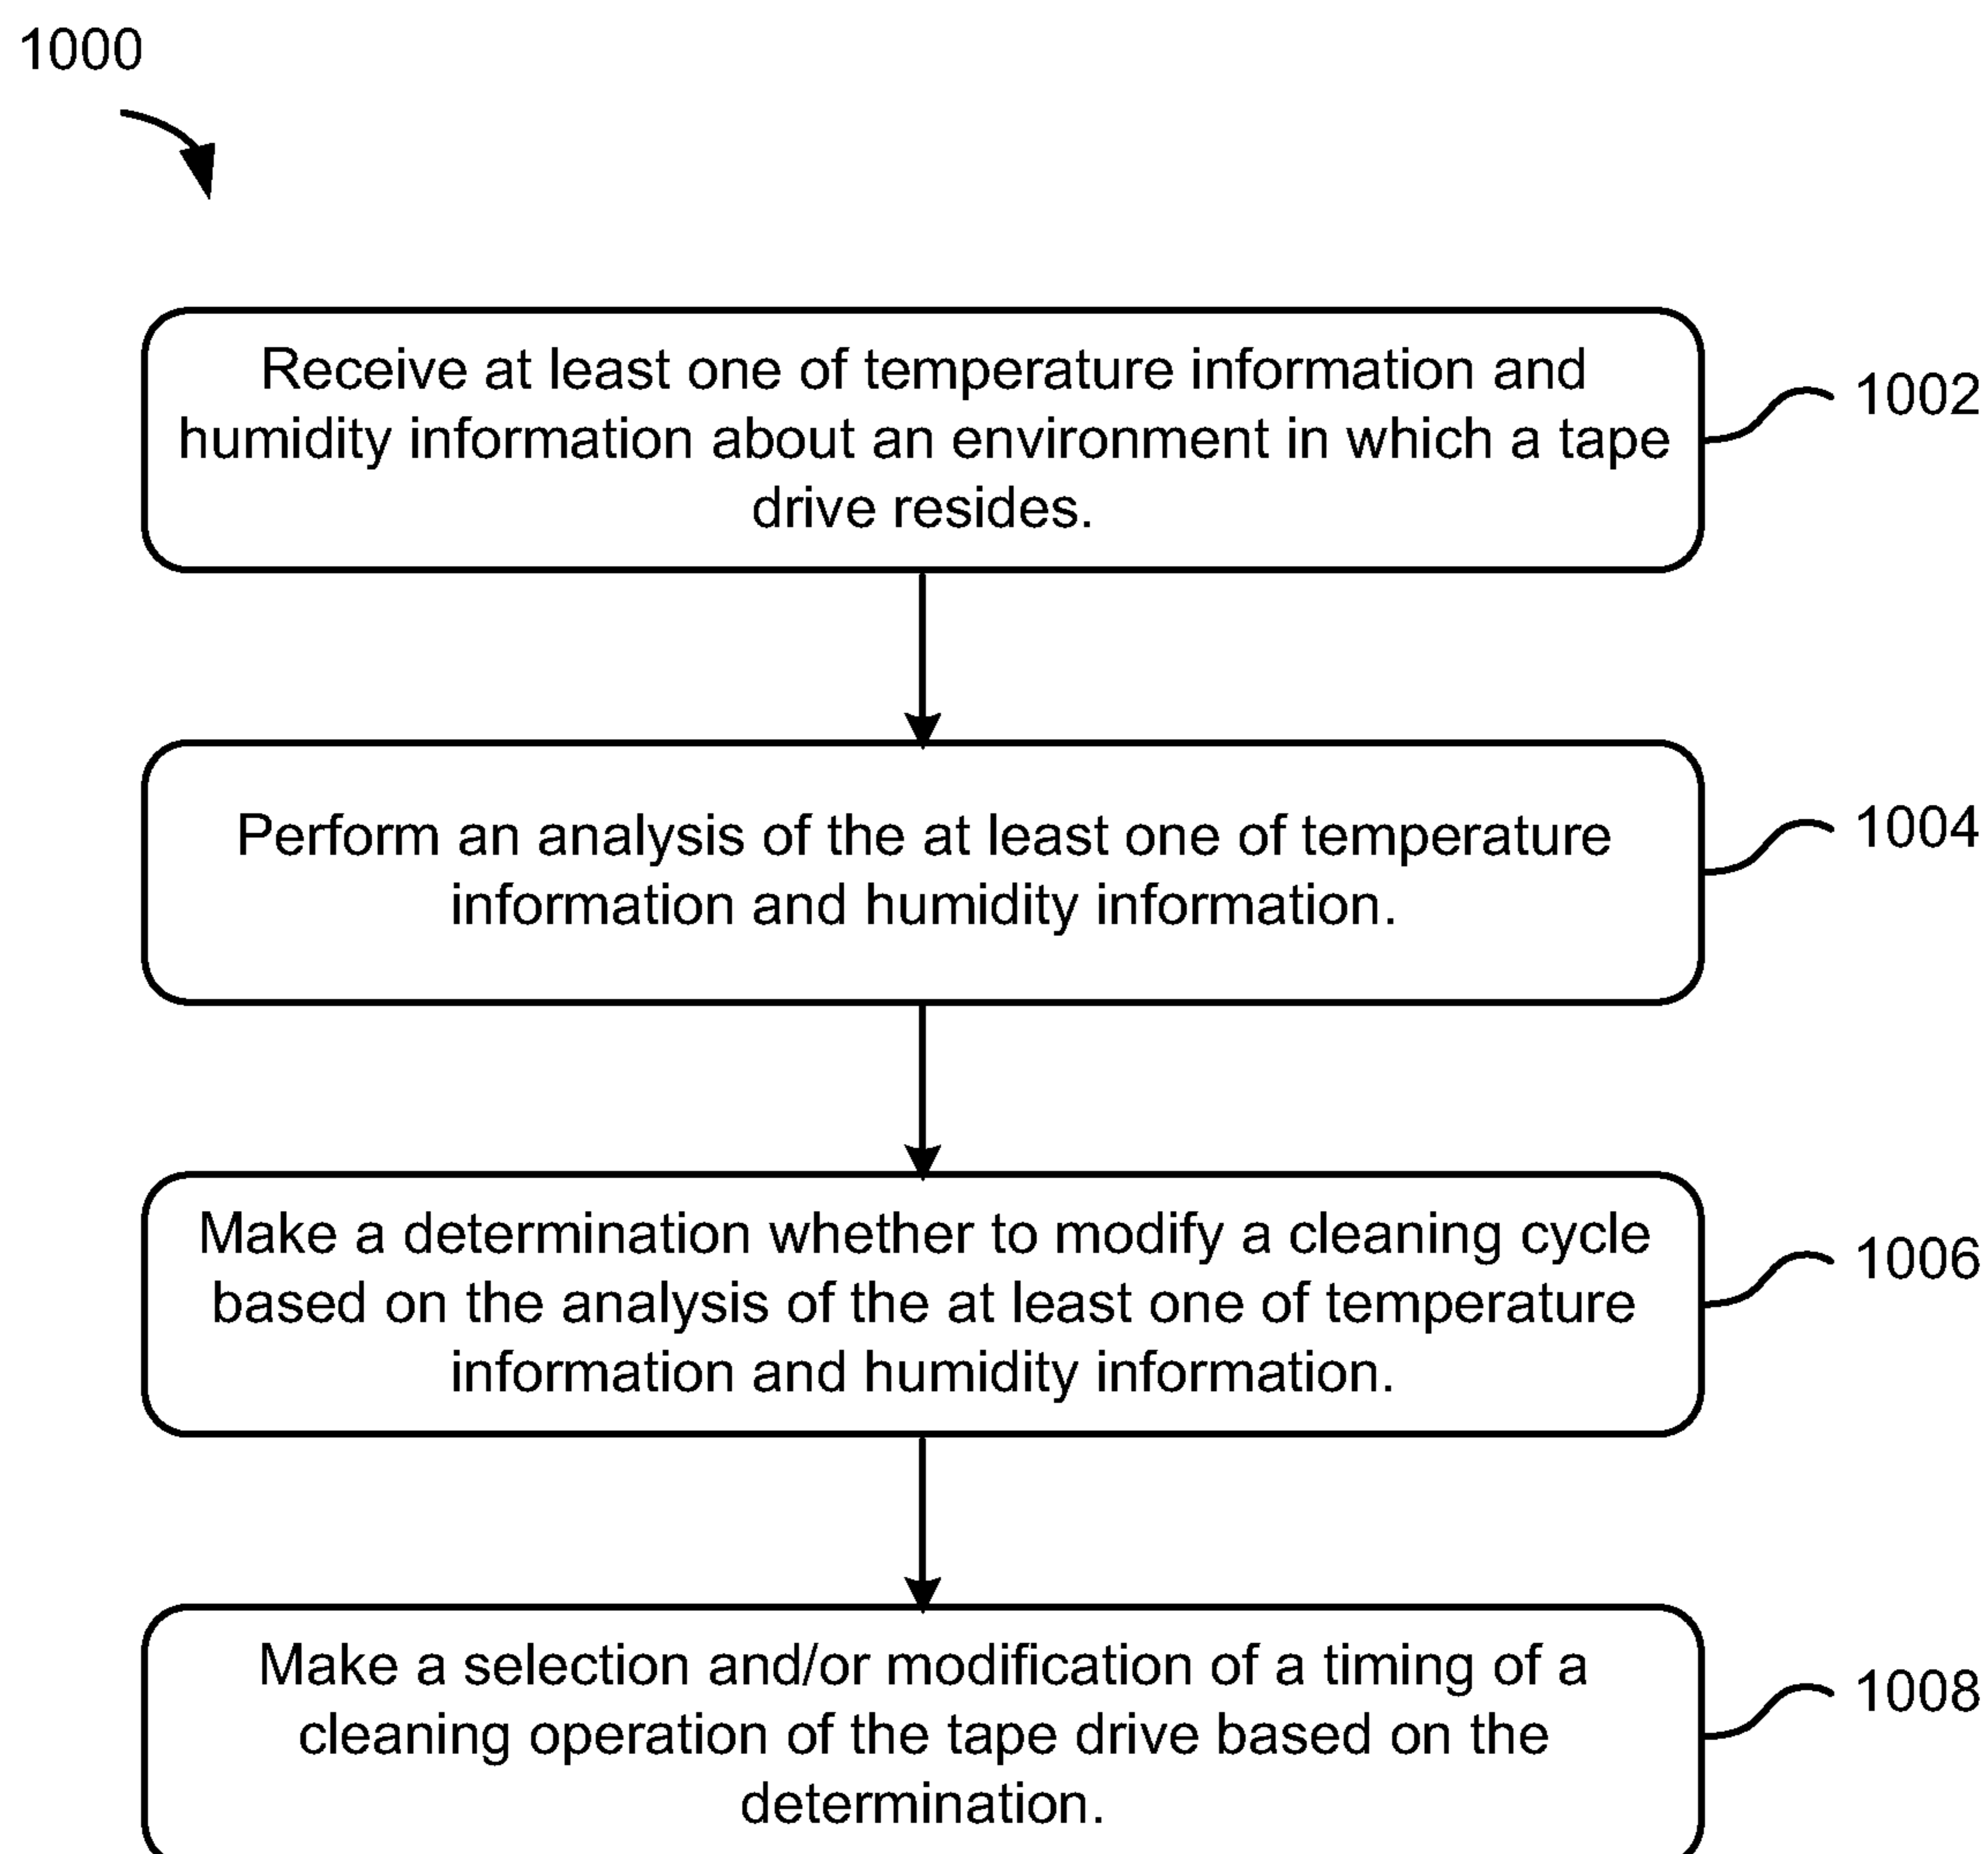 1000
Receive at least one of temperature information and
humidity information about an environment in which a tape
drive resides.
1002
Perform an analysis of the at least one of temperature
information and humidity information.
1004
Make a determination whether to modify a cleaning cycle
based on the analysis of the at least one of temperature
information and humidity information.
1006
Make a selection and/or modification of a timing of a
cleaning operation of the tape drive based on the
determination.
1008